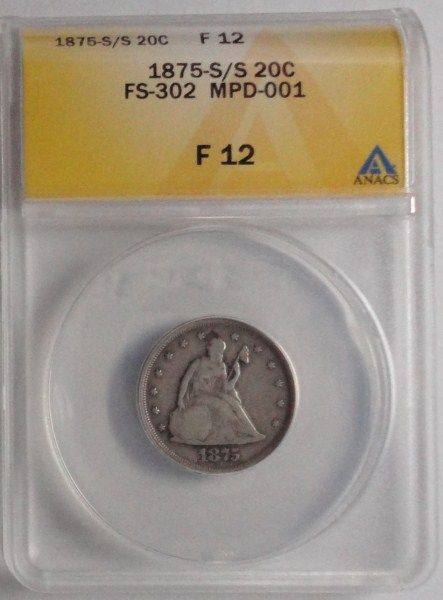 1875-S/S 20C F 12
1875-S/S 20C
FS-302 MPD-001
F 12
ANACS
1875